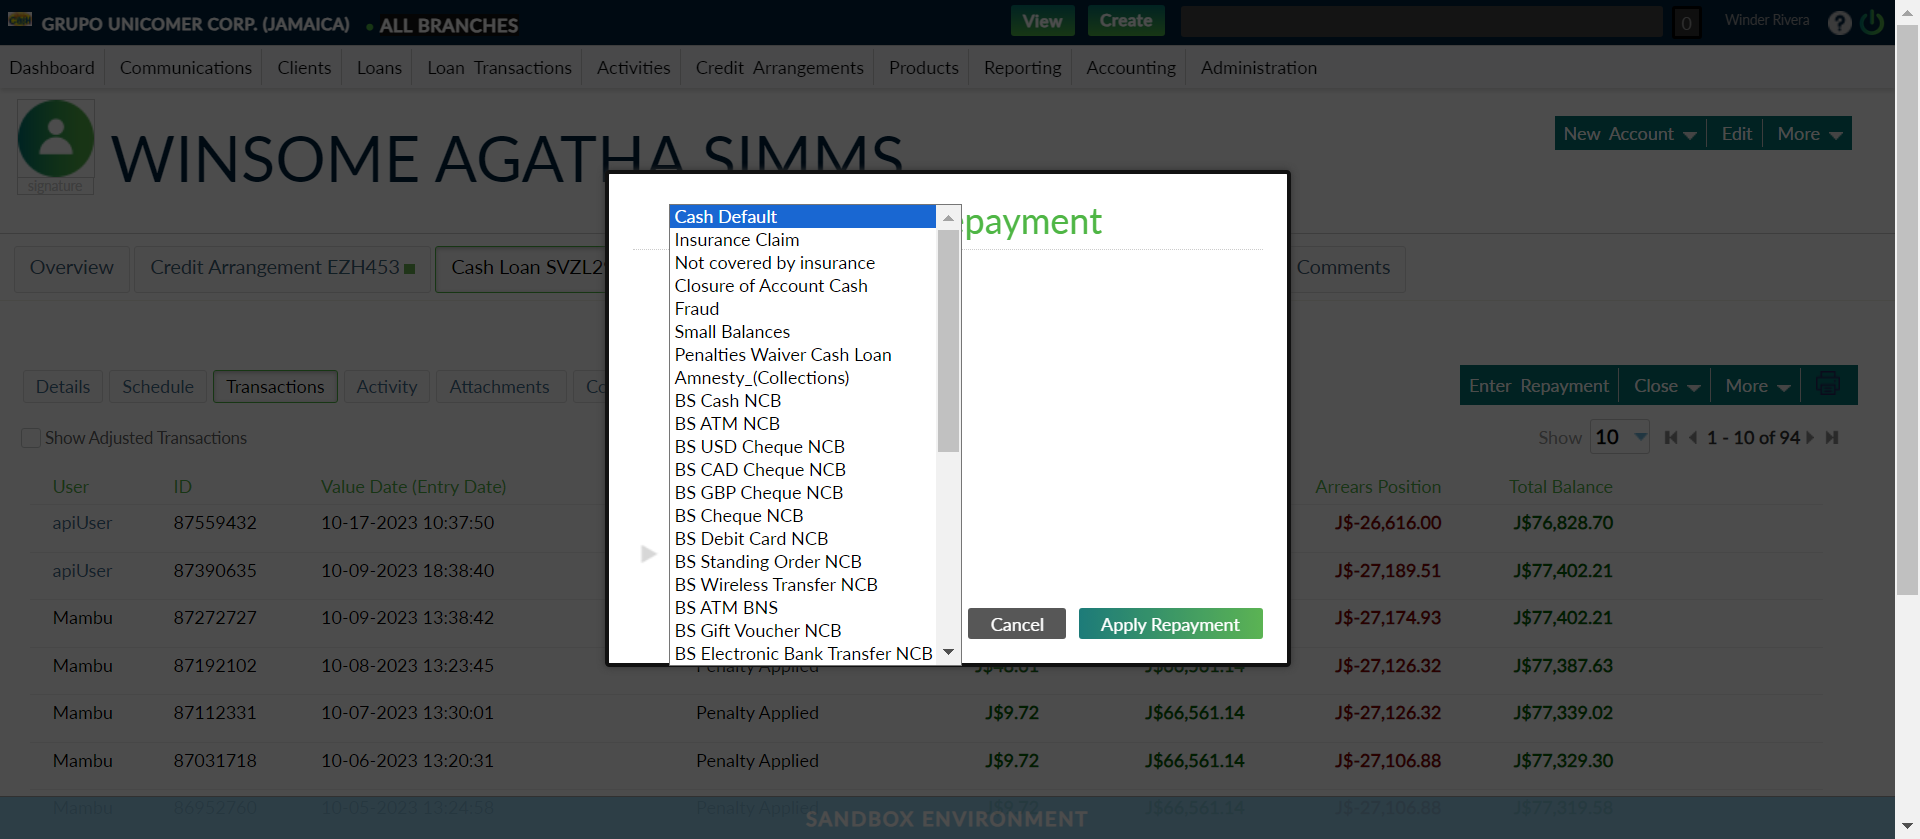 GRUPO UNICOMER CORP. (JAMAICA) ALL BRANCHES View Create 0 Winder Rivera ?
Dashboard Communications Clients Loans Loan Transactions Activities Credit Arrangements Products Reporting Accounting Administration
signature
WINSOME AGATHA SIMMS
New Account Edit More
epayment
Overview Credit Arrangement EZH453 Cash Loan Comments
Cash Default
Insurance Claim
Not covered by insurance
Closure of Account Cash
Fraud
Small Balances
Penalties Waiver Cash Loan
Amnesty_(Collections)
BS Cash NCB
BS ATM NCB
BS USD Cheque NCB
BS CAD Cheque NCB
BS GBP Cheque NCB
BS Cheque NCB
BS Debit Card NCB
BS Standing Order NCB
BS Wireless Transfer NCB
BS ATM BNS
BS Gift Voucher NCB
BS Electronic Bank Transfer NCB
Cancel Apply Repayment
Details Schedule Transactions Activity Attachments Enter Repayment Close More
Show Adjusted Transactions Show 10 1 - 10 of 94
User ID Value Date (Entry Date) Arrears Position Total Balance
apiUser 87559432 10-17-2023 10:37:50 J$-26,616.00 J$76,828.70
apiUser 87390635 10-09-2023 18:38:40 J$-27,189.51 J$77,402.21
Mambu 87272727 10-09-2023 13:38:42 J$-27,174.93 J$77,402.21
Mambu 87192102 10-08-2023 13:23:45 Penalty Applied J$66,561.14 J$-27,126.32 J$77,387.63
Mambu 87112331 10-07-2023 13:30:01 Penalty Applied J$9.72 J$66,561.14 J$-27,126.32 J$77,339.02
Mambu 87031718 10-06-2023 13:20:31 Penalty Applied J$9.72 J$66,561.14 J$-27,106.88 J$77,329.30
Mambu 86952760 10-05-2023 13:24:58 Penalty Applied J$9.72 J$66,561.14 J$-27,106.88 J$77,319.58
SANDBOX ENVIRONMENT